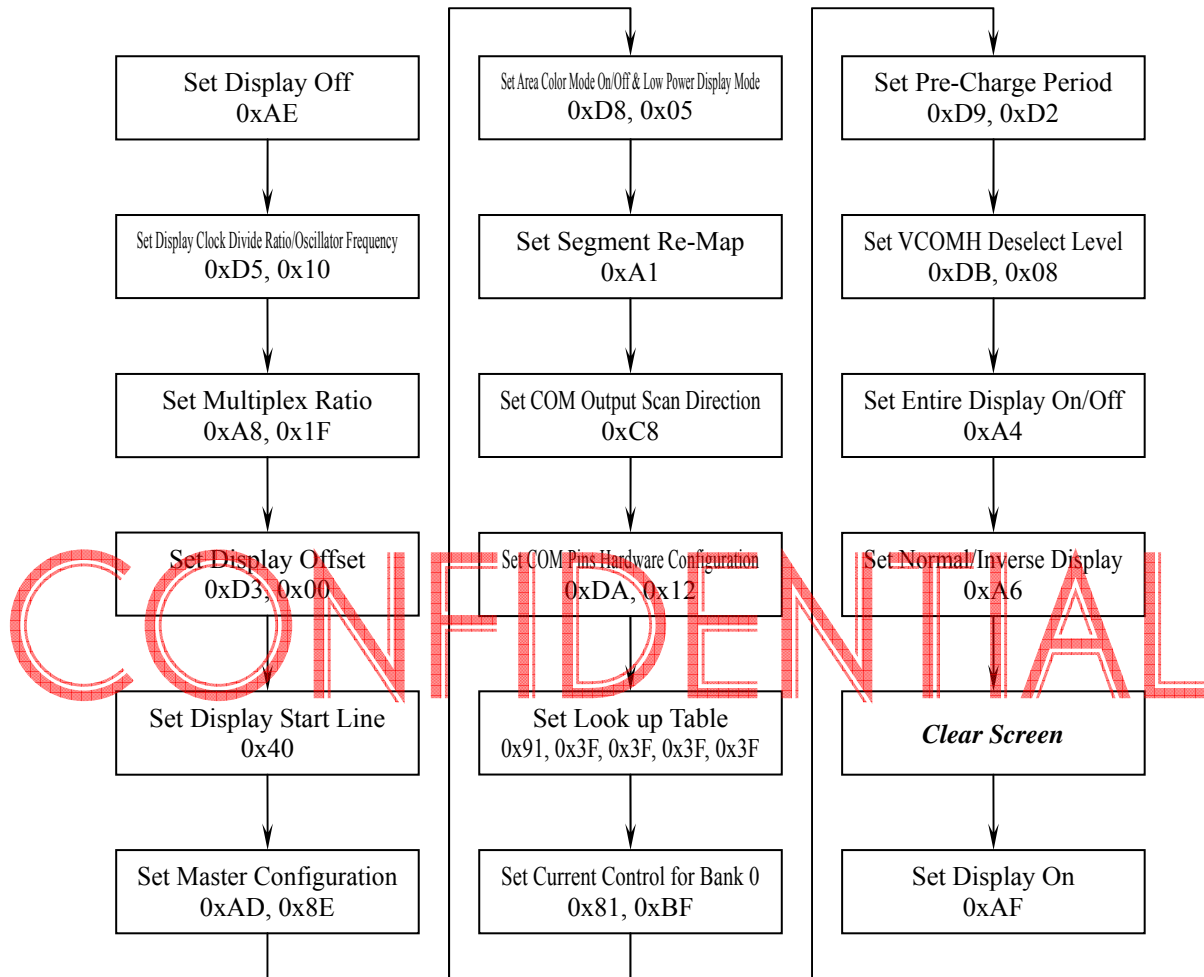 Set Display Off
0xAE
Set Display Clock Divide Ratio/Oscillator Frequency
0xD5, 0x10
Set Multiplex Ratio
0xA8, 0x1F
Set Display Offset
0xD3, 0x00
Set Display Start Line
0x40
Set Master Configuration
0xAD, 0x8E
Set Area Color Mode On/Off & Low Power Display Mode
0xD8, 0x05
Set Segment Re-Map
0xA1
Set COM Output Scan Direction
0xC8
Set COM Pins Hardware Configuration
0xDA, 0x12
Set Look up Table
0x91, 0x3F, 0x3F, 0x3F, 0x3F
Set Current Control for Bank 0
0x81, 0xBF
Set Pre-Charge Period
0xD9, 0xD2
Set VCOMH Deselect Level
0xDB, 0x08
Set Entire Display On/Off
0xA4
Set Normal/Inverse Display
0xA6
Clear Screen
Set Display On
0xAF
CONFIDENTIAL